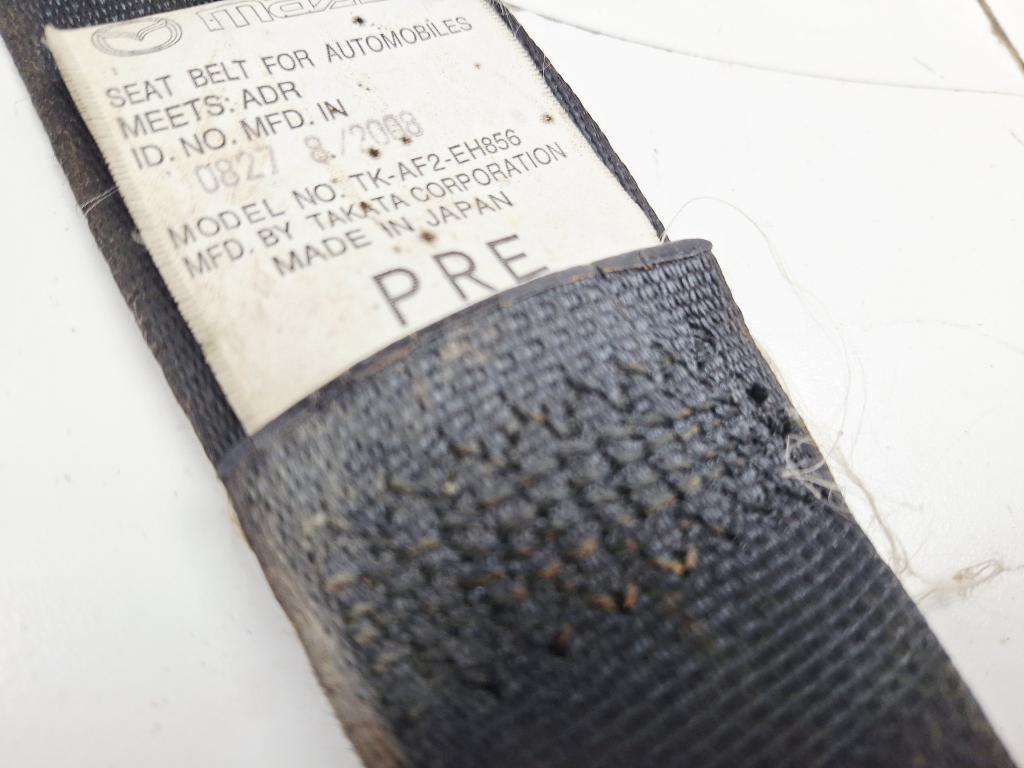 mazda
SEAT BELT FOR AUTOMOBILES
MEETS: ADR
ID. NO. MFD. IN
0827 8/2008
MODEL NO: TK-AF2-EH856
MFD. BY TAKATA CORPORATION
MADE IN JAPAN
PRE